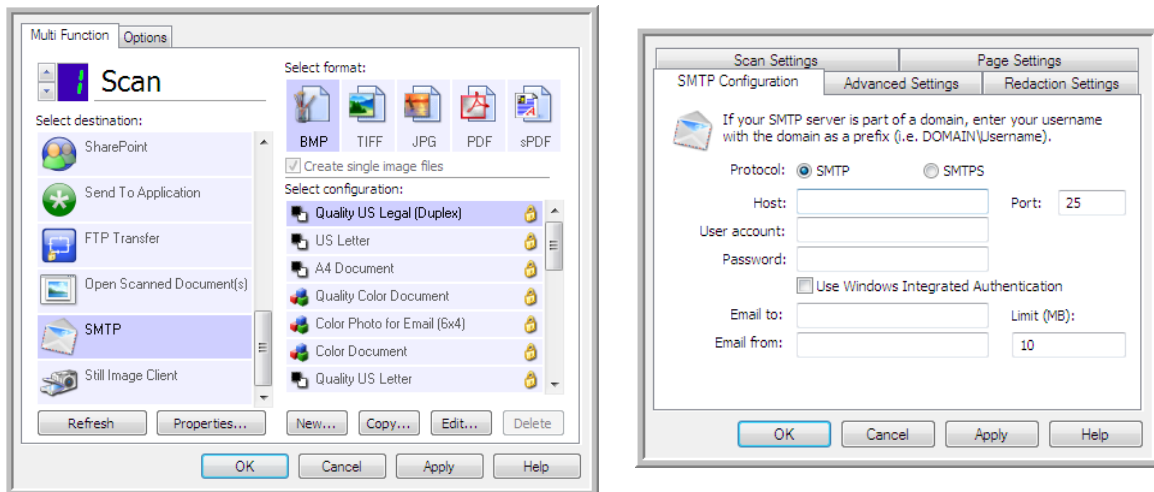 Multi Function
Options
1 Scan
Select destination:
SharePoint
Send To Application
FTP Transfer
Open Scanned Document(s)
SMTP
Still Image Client
Refresh
Properties...
Select format:
BMP
TIFF
JPG
PDF
sPDF
Create single image files
Select configuration:
Quality US Legal (Duplex)
US Letter
A4 Document
Quality Color Document
Color Photo for Email (6x4)
Color Document
Quality US Letter
New...
Copy...
Edit...
Delete
OK
Cancel
Apply
Help
Scan Settings
Page Settings
SMTP Configuration
Advanced Settings
Redaction Settings
If your SMTP server is part of a domain, enter your username
with the domain as a prefix (i.e. DOMAIN\Username).
Protocol: SMTP SMTPS
Host: Port: 25
User account:
Password:
Use Windows Integrated Authentication
Email to: Limit (MB):
Email from: 10
OK
Cancel
Apply
Help